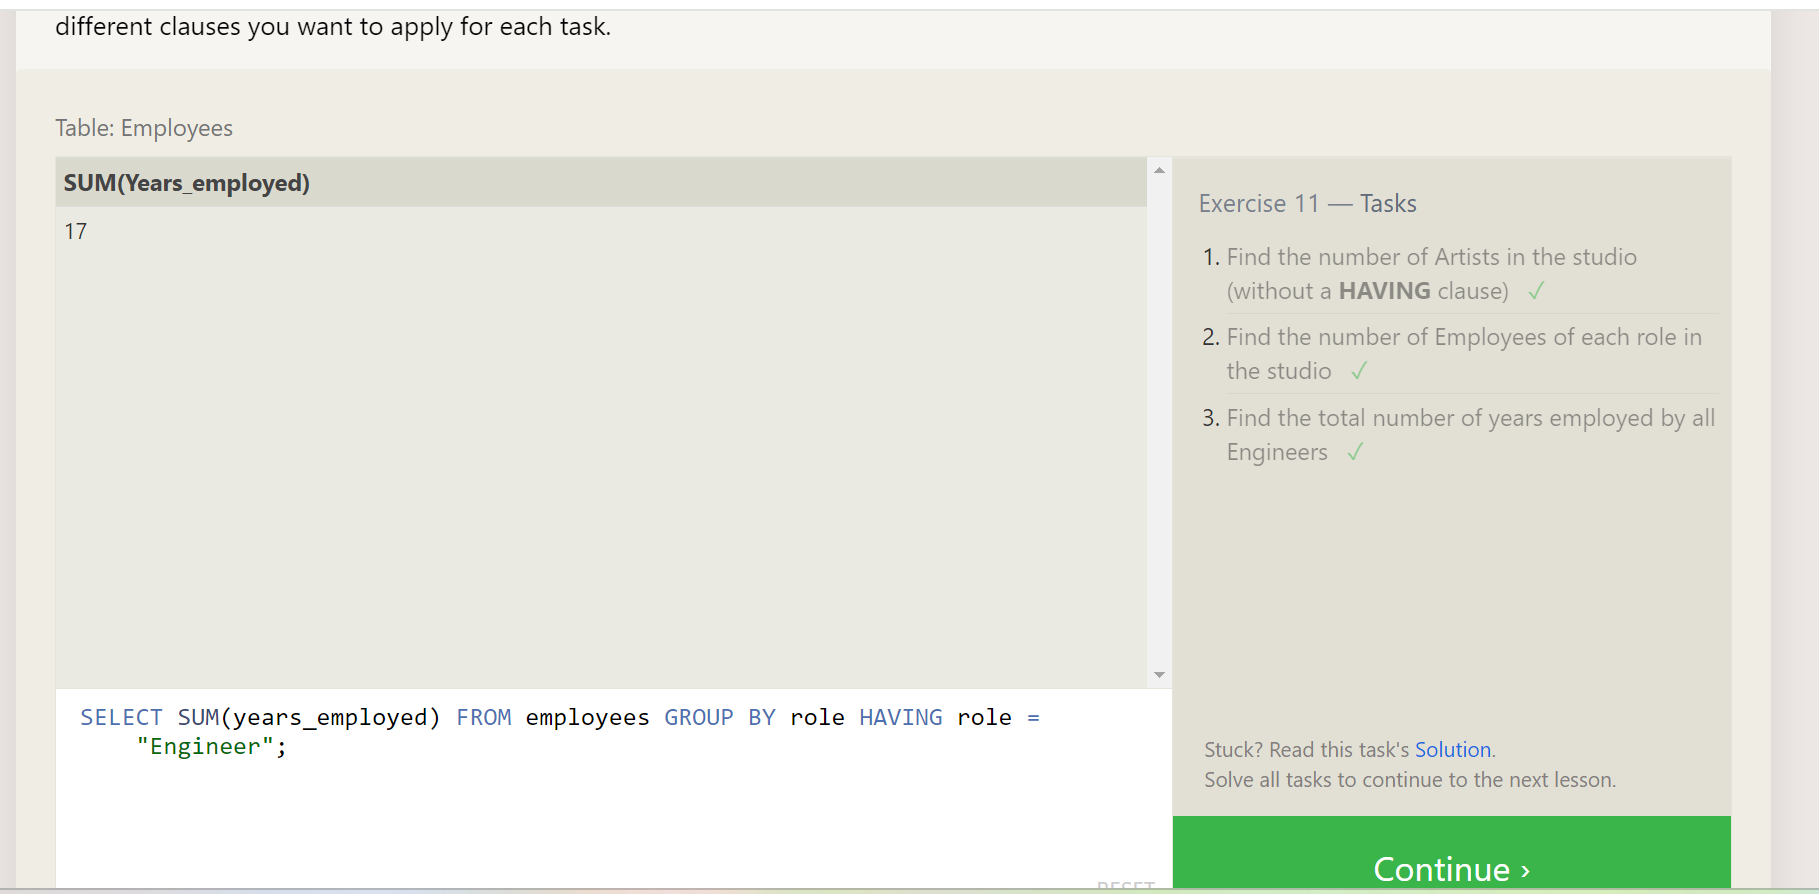 different clauses you want to apply for each task.
Table: Employees
SUM(Years_employed)
17
Exercise 11 — Tasks
1. Find the number of Artists in the studio
(without a HAVING clause) ✓
2. Find the number of Employees of each role in
the studio ✓
3. Find the total number of years employed by all
Engineers ✓
SELECT SUM(years_employed) FROM employees GROUP BY role HAVING role =
"Engineer";
Stuck? Read this task's Solution.
Solve all tasks to continue to the next lesson.
RESET
Continue ›